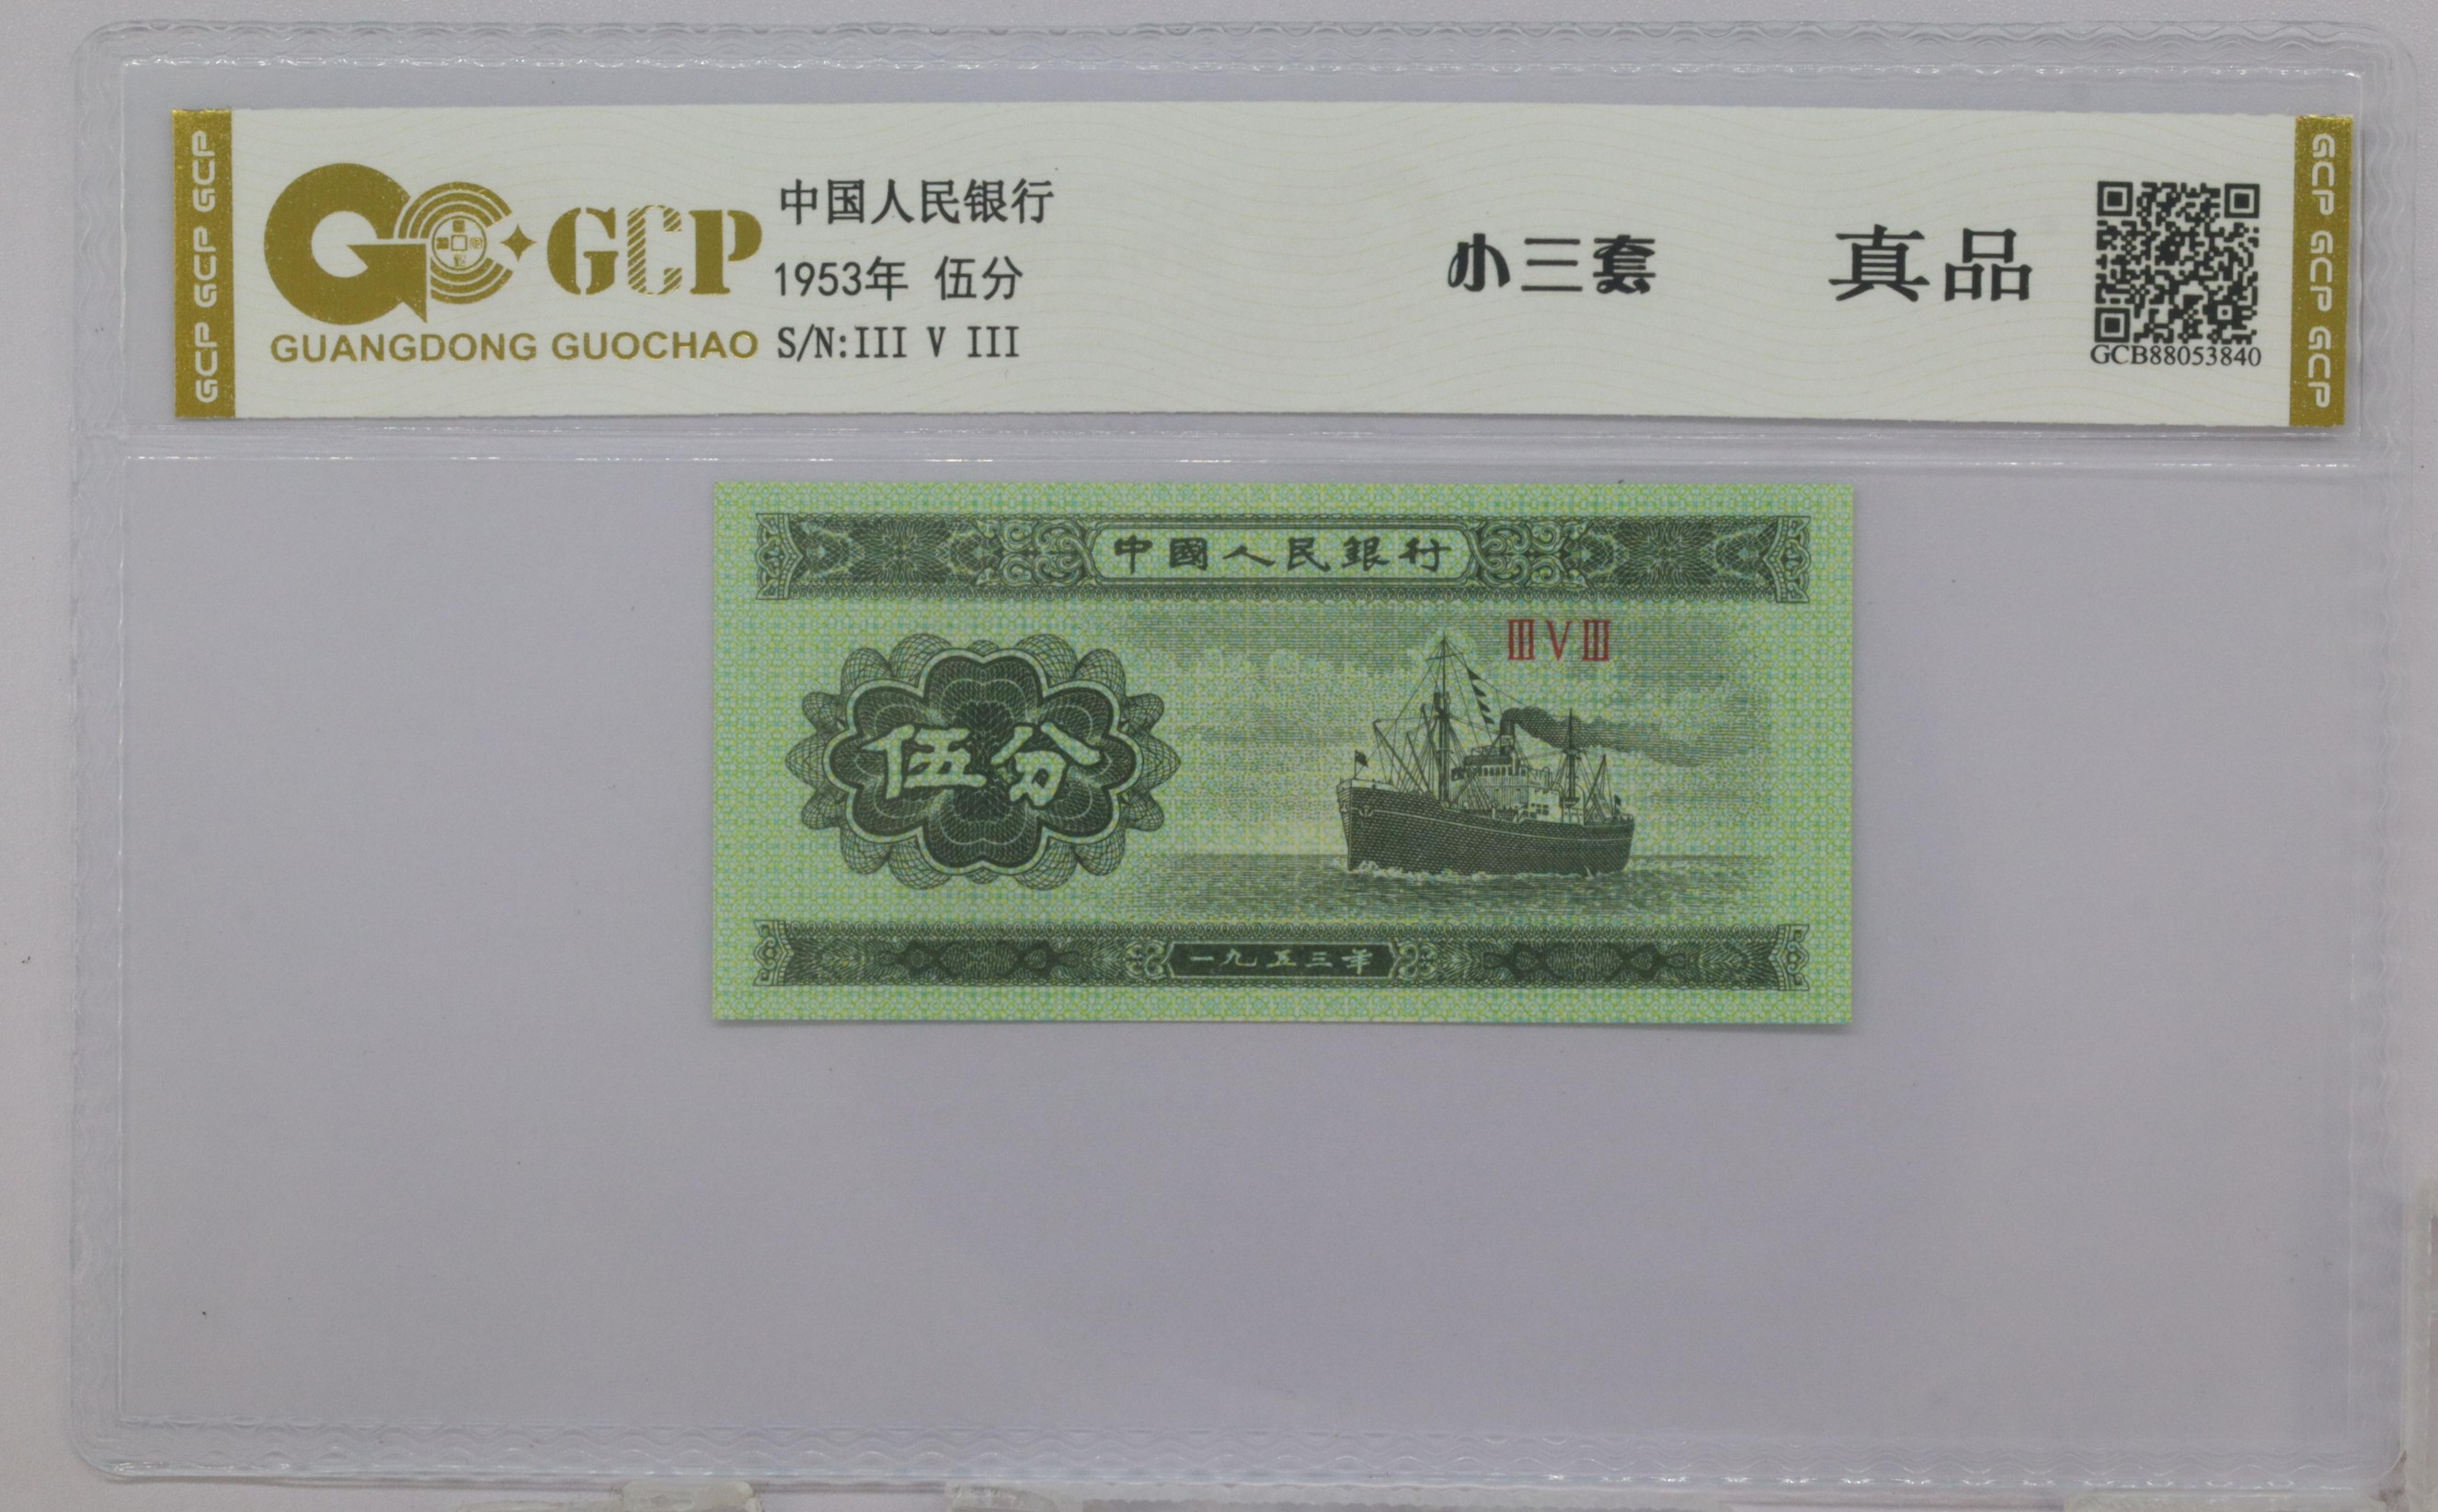 GCP GCP GCP
GCP
GUANGDONG GUOCHAO
中国人民银行
1953年 伍分
S/N:III V III
小三套
真品
GCB88053840
GCP GCP GCP
中國人民銀行
ⅢⅤⅢ
伍分
一九五三年